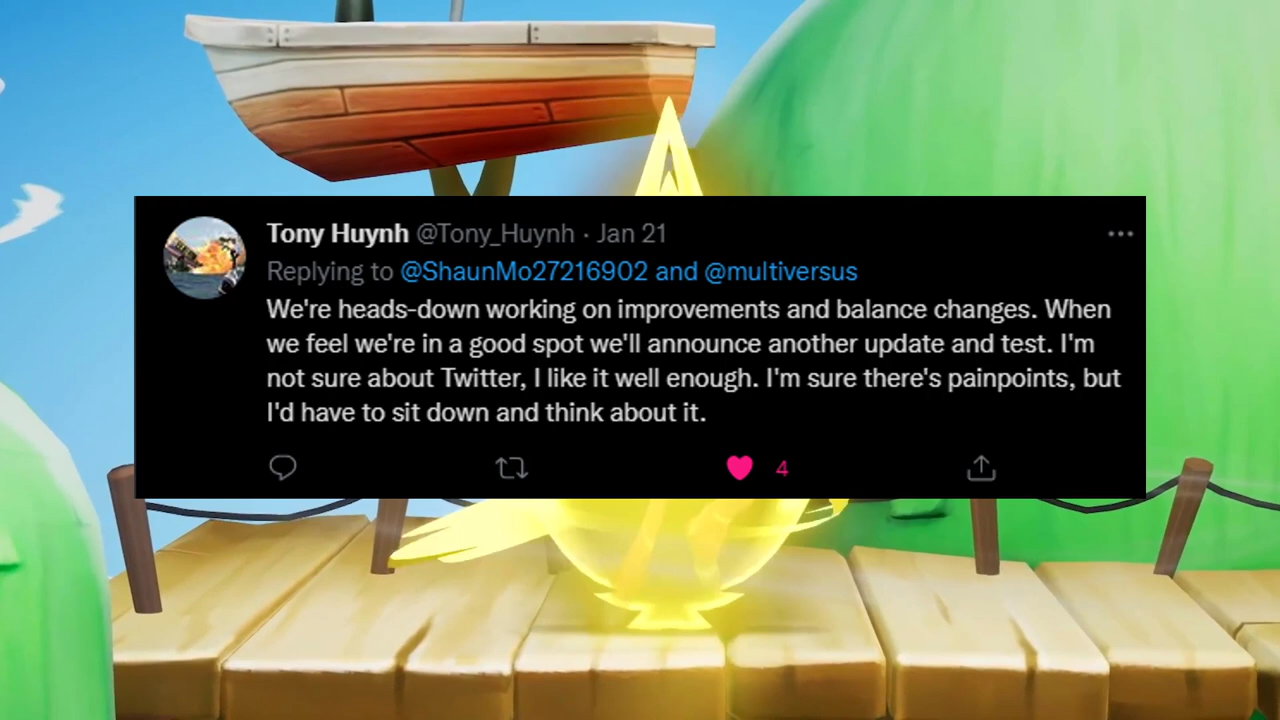 Tony Huynh @Tony_Huynh · Jan 21
Replying to @ShaunMo27216902 and @multiversus
We're heads-down working on improvements and balance changes. When
we feel we're in a good spot we'll announce another update and test. I'm
not sure about Twitter, I like it well enough. I'm sure there's painpoints, but
I'd have to sit down and think about it.
4